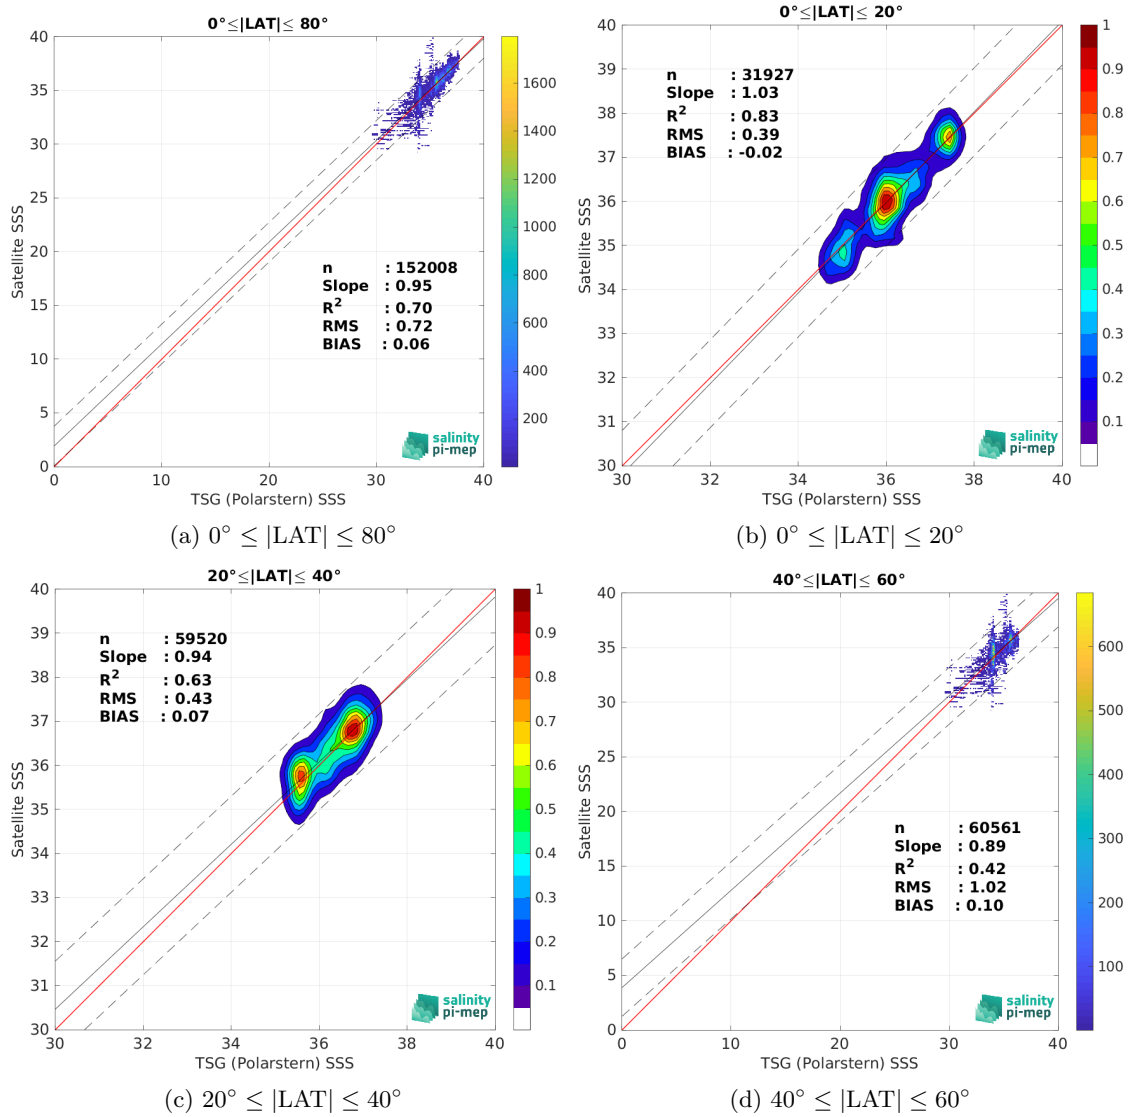 0°≤|LAT|≤ 80°
Satellite SSS
40
35
30
25
20
15
10
5
0
n : 152008
Slope : 0.95
R2 : 0.70
RMS : 0.72
BIAS : 0.06
salinity
pi-mep
0 10 20 30 40
TSG (Polarstern) SSS
1600
1400
1200
1000
800
600
400
200
(a) 0° ≤ |LAT| ≤ 80°
0°≤|LAT|≤ 20°
Satellite SSS
40
39
38
37
36
35
34
33
32
31
30
n : 31927
Slope : 1.03
R2 : 0.83
RMS : 0.39
BIAS : -0.02
salinity
pi-mep
30 32 34 36 38 40
TSG (Polarstern) SSS
1
0.9
0.8
0.7
0.6
0.5
0.4
0.3
0.2
0.1
(b) 0° ≤ |LAT| ≤ 20°
20°≤|LAT|≤ 40°
Satellite SSS
40
39
38
37
36
35
34
33
32
31
30
n : 59520
Slope : 0.94
R2 : 0.63
RMS : 0.43
BIAS : 0.07
salinity
pi-mep
30 32 34 36 38 40
TSG (Polarstern) SSS
1
0.9
0.8
0.7
0.6
0.5
0.4
0.3
0.2
0.1
(c) 20° ≤ |LAT| ≤ 40°
40°≤|LAT|≤ 60°
Satellite SSS
40
35
30
25
20
15
10
5
0
n : 60561
Slope : 0.89
R2 : 0.42
RMS : 1.02
BIAS : 0.10
salinity
pi-mep
0 10 20 30 40
TSG (Polarstern) SSS
600
500
400
300
200
100
(d) 40° ≤ |LAT| ≤ 60°